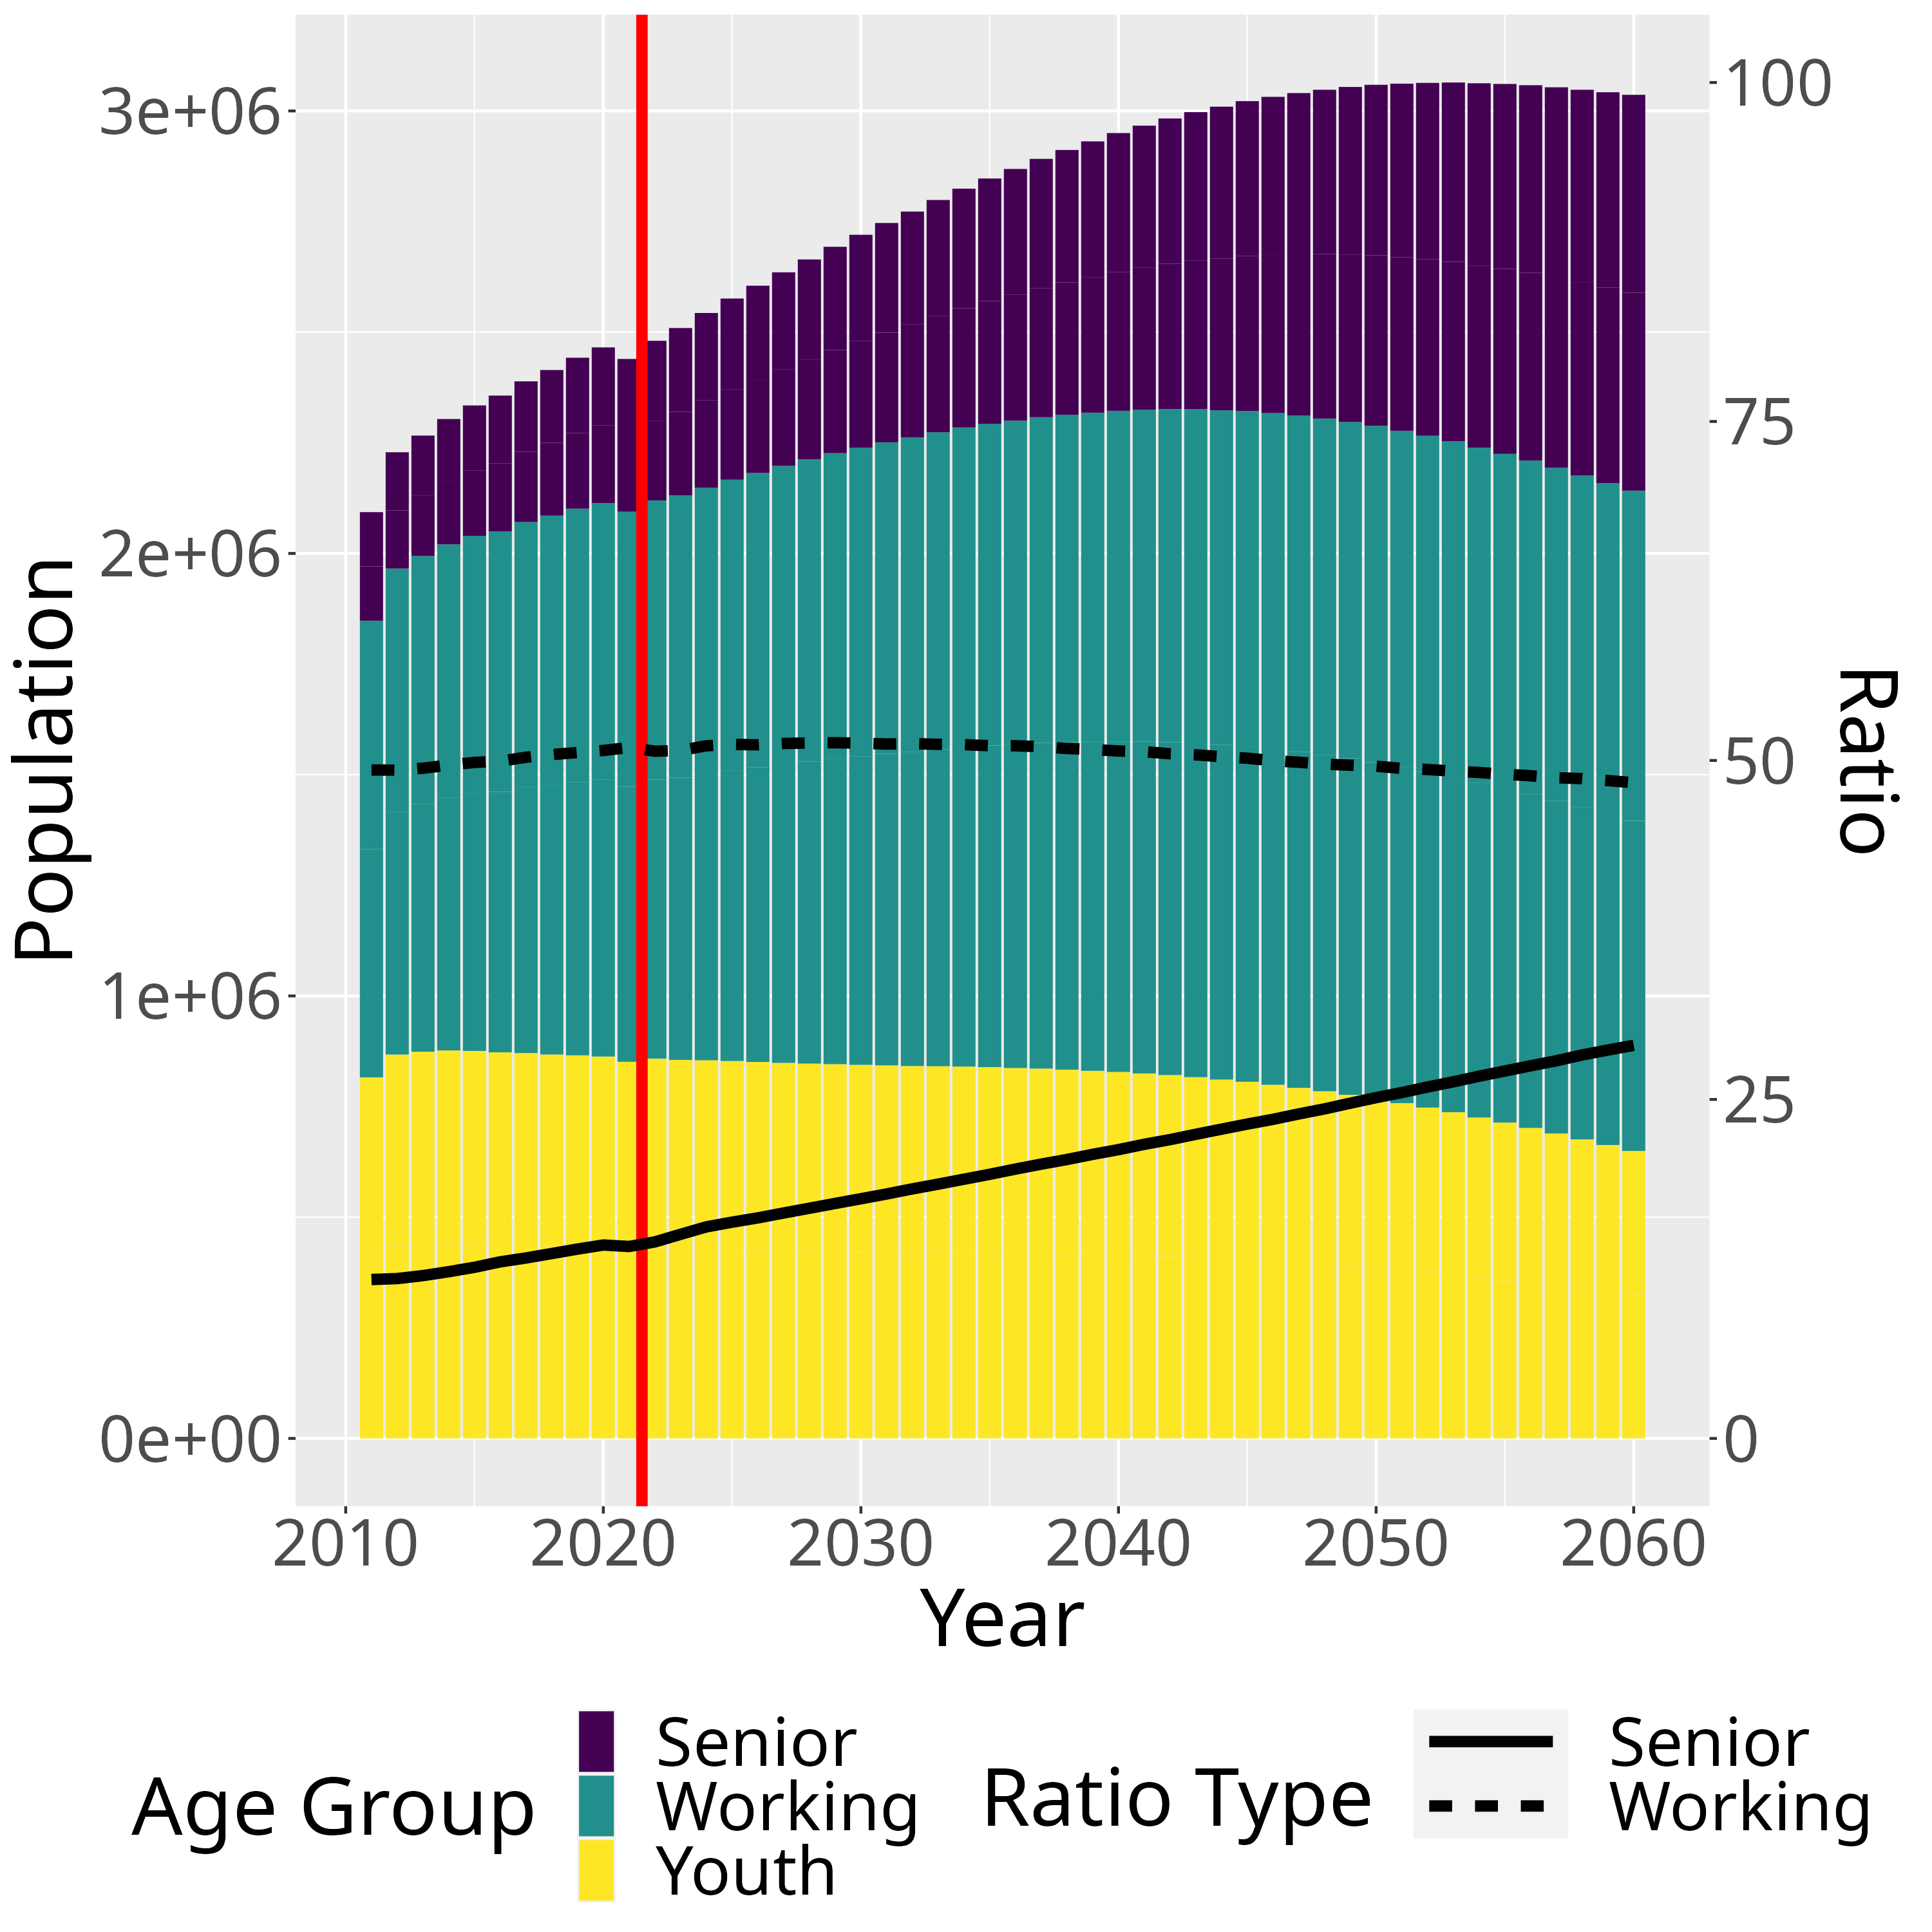 Population
3e+06
2e+06
1e+06
0e+00
100
75
50
25
0
Ratio
2010 2020 2030 2040 2050 2060
Year
Age Group
Senior
Working
Youth
Ratio Type
Senior
Working